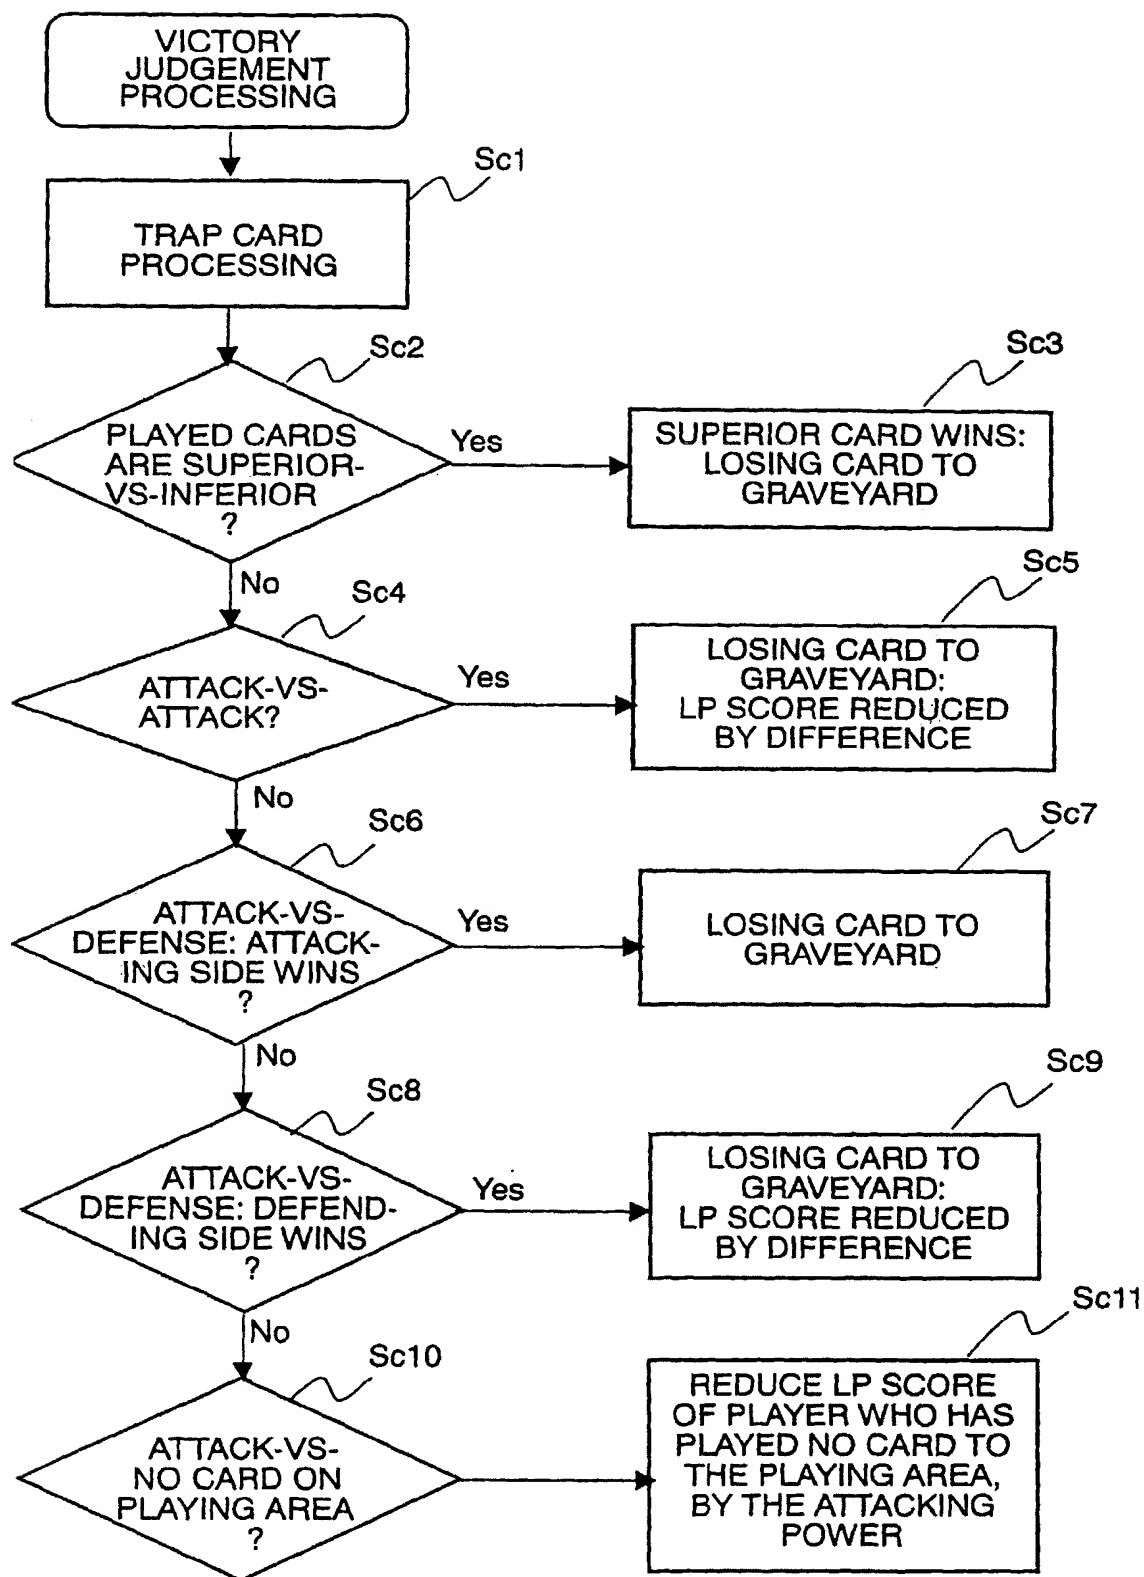 VICTORY
JUDGEMENT
PROCESSING
Sc1
TRAP CARD
PROCESSING
Sc2
PLAYED CARDS
ARE SUPERIOR-
VS-INFERIOR
?
Yes
Sc3
SUPERIOR CARD WINS:
LOSING CARD TO
GRAVEYARD
No
Sc4
ATTACK-VS-
ATTACK?
Yes
Sc5
LOSING CARD TO
GRAVEYARD:
LP SCORE REDUCED
BY DIFFERENCE
No
Sc6
ATTACK-VS-
DEFENSE: ATTACK-
ING SIDE WINS
?
Yes
Sc7
LOSING CARD TO
GRAVEYARD
No
Sc8
ATTACK-VS-
DEFENSE: DEFEND-
ING SIDE WINS
?
Yes
Sc9
LOSING CARD TO
GRAVEYARD:
LP SCORE REDUCED
BY DIFFERENCE
No
Sc10
ATTACK-VS-
NO CARD ON
PLAYING AREA
?
Sc11
REDUCE LP SCORE
OF PLAYER WHO HAS
PLAYED NO CARD TO
THE PLAYING AREA,
BY THE ATTACKING
POWER